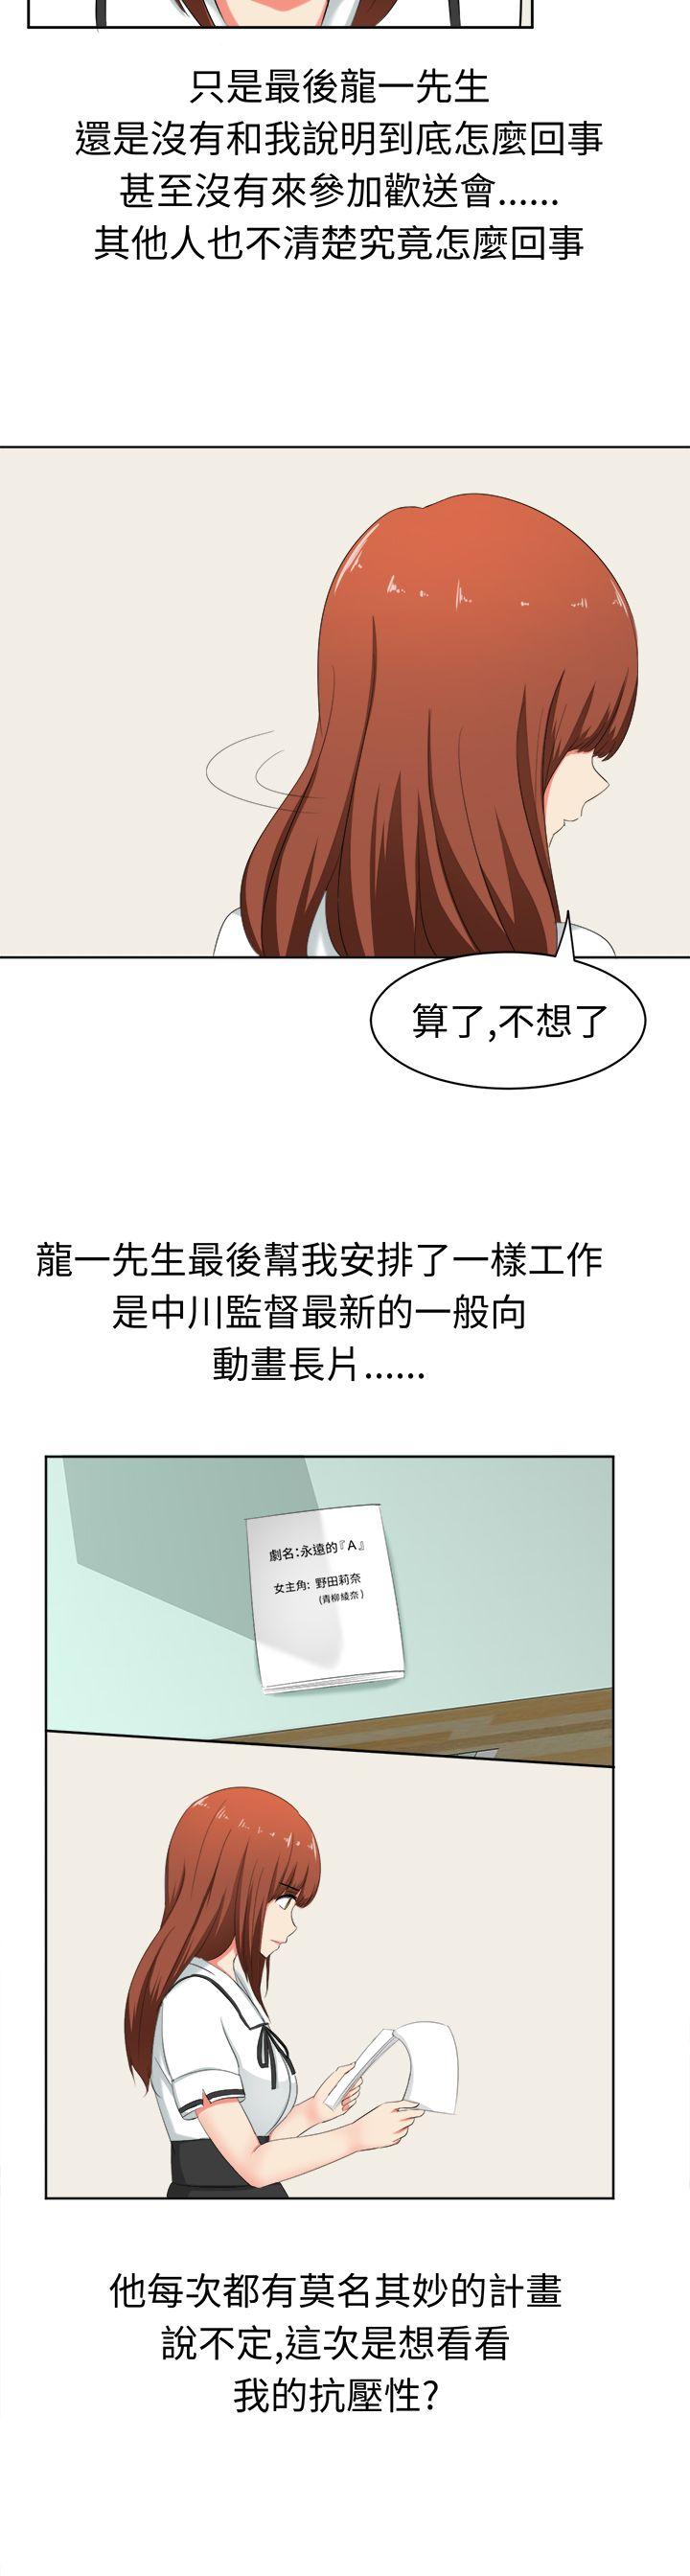 只是最後龍一先生
還是沒有和我說明到底怎麼回事
甚至沒有來參加歡送會......
其他人也不清楚究竟怎麼回事
算了,不想了
龍一先生最後幫我安排了一樣工作
是中川監督最新的一般向
動畫長片......
劇名:永遠的『A』
女主角: 野田莉奈
(青柳綾奈)
他每次都有莫名其妙的計畫
說不定,這次是想看看
我的抗壓性?